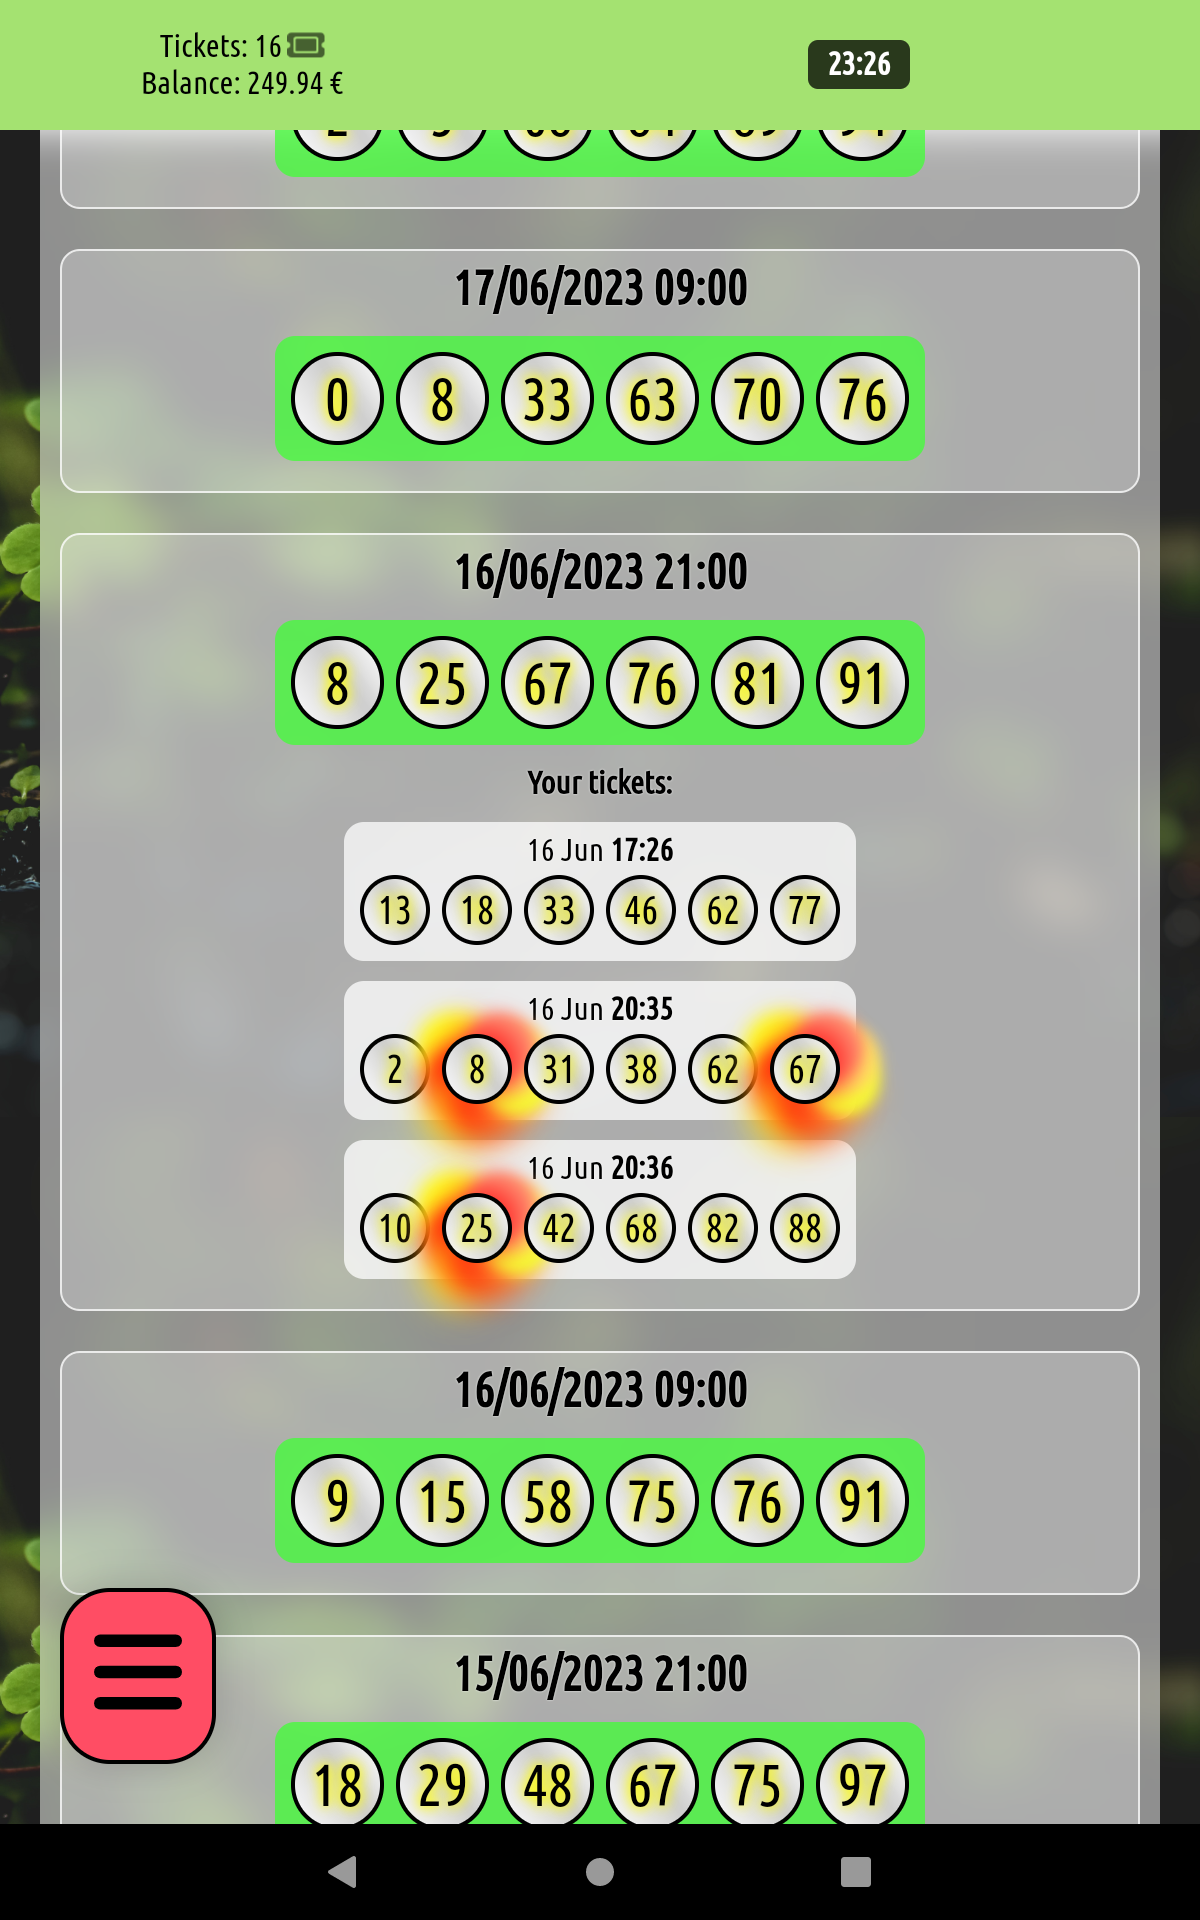 Tickets: 16
Balance: 249.94 €
23:26
17/06/2023 09:00
0 8 33 63 70 76
16/06/2023 21:00
8 25 67 76 81 91
Your tickets:
16 Jun 17:26
13 18 33 46 62 77
16 Jun 20:35
2 8 31 38 62 67
16 Jun 20:36
10 25 42 68 82 88
16/06/2023 09:00
9 15 58 75 76 91
15/06/2023 21:00
18 29 48 67 75 97